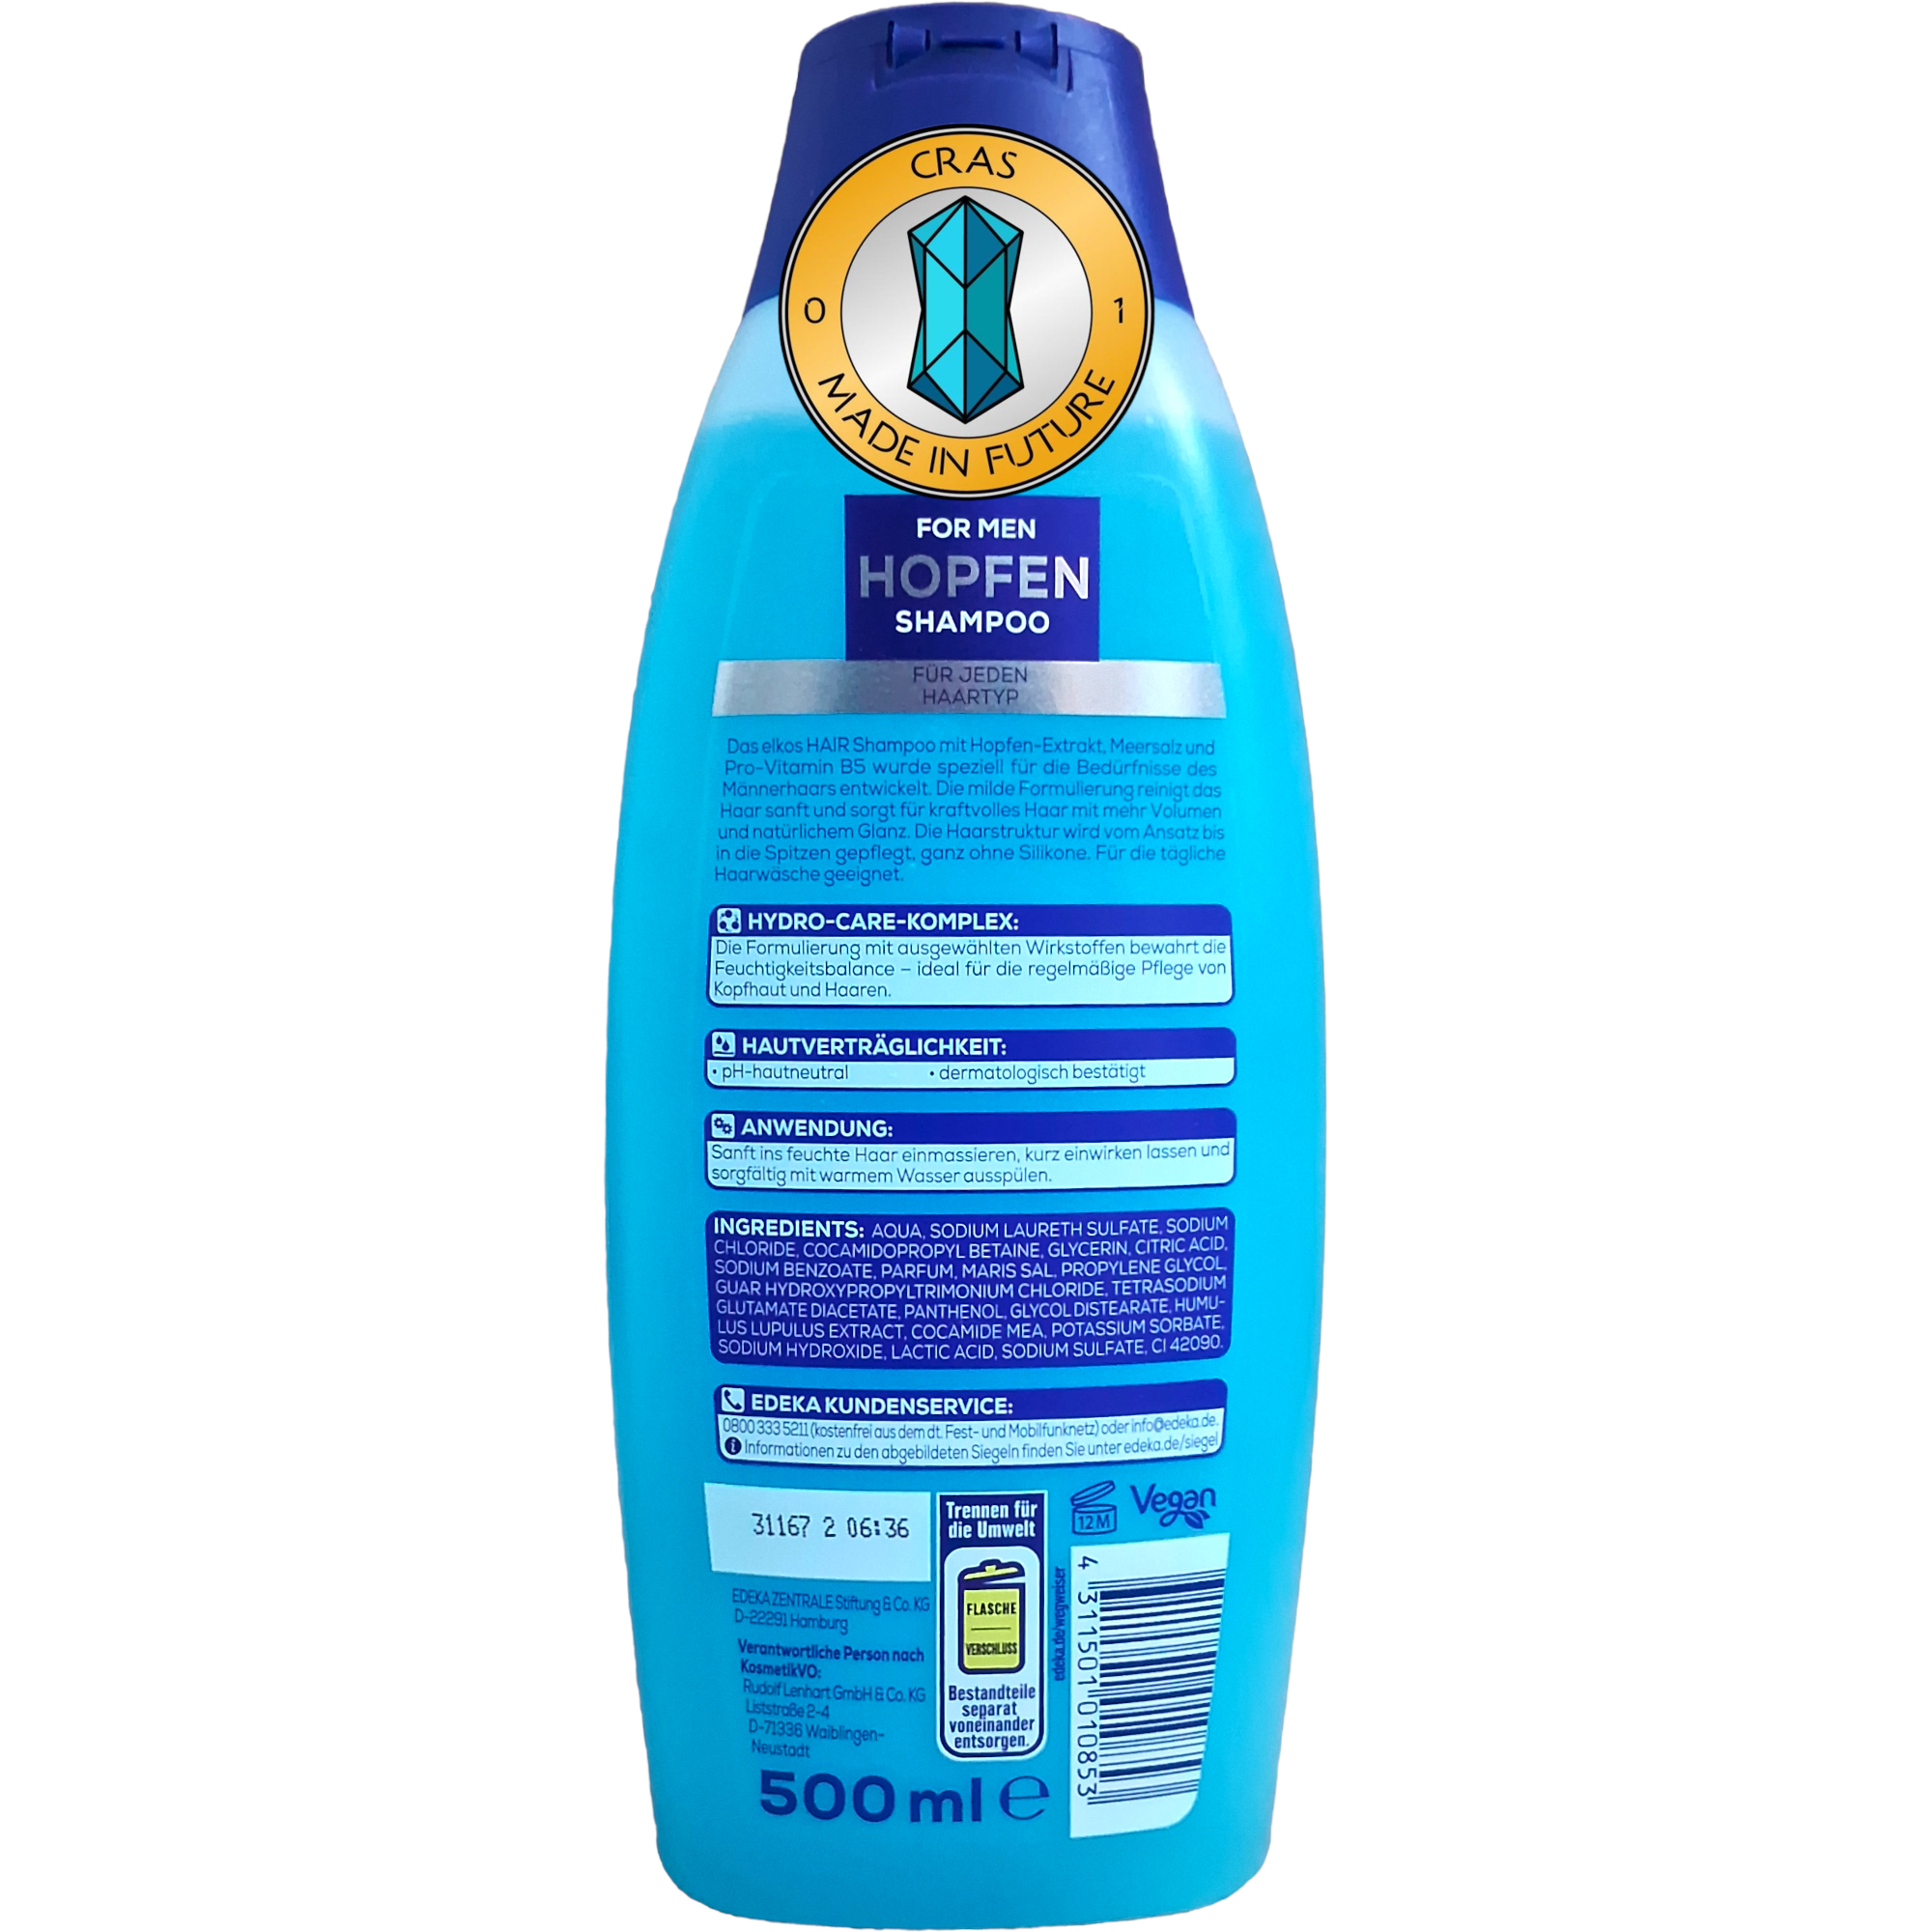 CRAS
0 1
MADE IN FUTURE
FOR MEN
HOPFEN
SHAMPOO
FÜR JEDEN
HAARTYP
Das elkos HAIR Shampoo mit Hopfen-Extrakt, Meersalz und
Pro-Vitamin B5 wurde speziell für die Bedürfnisse des
Männerhaars entwickelt. Die milde Formulierung reinigt das
Haar sanft und sorgt für kraftvolles Haar mit mehr Volumen
und natürlichem Glanz. Die Haarstruktur wird vom Ansatz bis
in die Spitzen gepflegt, ganz ohne Silikone. Für die tägliche
Haarwäsche geeignet.
HYDRO-CARE-KOMPLEX:
Die Formulierung mit ausgewählten Wirkstoffen bewahrt die
Feuchtigkeitsbalance – ideal für die regelmäßige Pflege von
Kopfhaut und Haaren.
HAUTVERTRÄGLICHKEIT:
• pH-hautneutral • dermatologisch bestätigt
ANWENDUNG:
Sanft ins feuchte Haar einmassieren, kurz einwirken lassen und
sorgfältig mit warmem Wasser ausspülen.
INGREDIENTS: AQUA, SODIUM LAURETH SULFATE, SODIUM
CHLORIDE, COCAMIDOPROPYL BETAINE, GLYCERIN, CITRIC ACID,
SODIUM BENZOATE, PARFUM, MARIS SAL, PROPYLENE GLYCOL,
GUAR HYDROXYPROPYLTRIMONIUM CHLORIDE, TETRASODIUM
GLUTAMATE DIACETATE, PANTHENOL, GLYCOL DISTEARATE, HUMU-
LUS LUPULUS EXTRACT, COCAMIDE MEA, POTASSIUM SORBATE,
SODIUM HYDROXIDE, LACTIC ACID, SODIUM SULFATE, CI 42090.
EDEKA KUNDENSERVICE:
0800 333 5211 (kostenfrei aus dem dt. Fest- und Mobilfunknetz) oder info@edeka.de.
i Informationen zu den abgebildeten Siegeln finden Sie unter edeka.de/siegel
31167 2 06:36
Trennen für
die Umwelt
FLASCHE
VERSCHLUSS
Bestandteile
separat
voneinander
entsorgen.
edeka.de/wegweiser
12M
Vegan
EDEKA ZENTRALE Stiftung & Co. KG
D-22291 Hamburg
Verantwortliche Person nach
KosmetikVO:
Rudolf Lenhart GmbH & Co. KG
Liststraße 2-4
D-71336 Waiblingen-
Neustadt
500 ml e
4 311501 010853